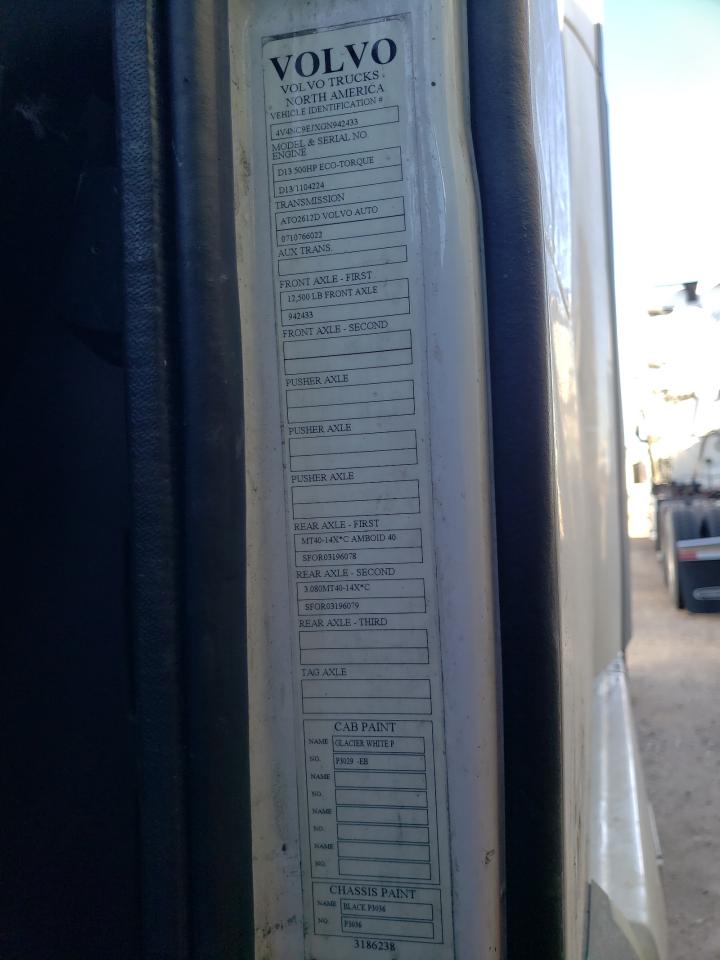 VOLVO
VOLVO TRUCKS
NORTH AMERICA
VEHICLE IDENTIFICATION #
4V4NC9EJXGN942433
MODEL & SERIAL NO.
ENGINE
D13 500HP ECO-TORQUE
D13/1104224
TRANSMISSION
ATO2612D VOLVO AUTO
0710766022
AUX TRANS.
FRONT AXLE - FIRST
12,500 LB FRONT AXLE
942433
FRONT AXLE - SECOND
PUSHER AXLE
PUSHER AXLE
PUSHER AXLE
REAR AXLE - FIRST
MT40-14X*C AMBOID 40
SFOR03196078
REAR AXLE - SECOND
3.080MT40-14X*C
SFOR03196079
REAR AXLE - THIRD
TAG AXLE
CAB PAINT
NAME GLACIER WHITE P
NO. P3029 -EB
NAME
NO.
NAME
NO.
NAME
NO.
CHASSIS PAINT
NAME BLACK P3036
NO. P3036
3186238